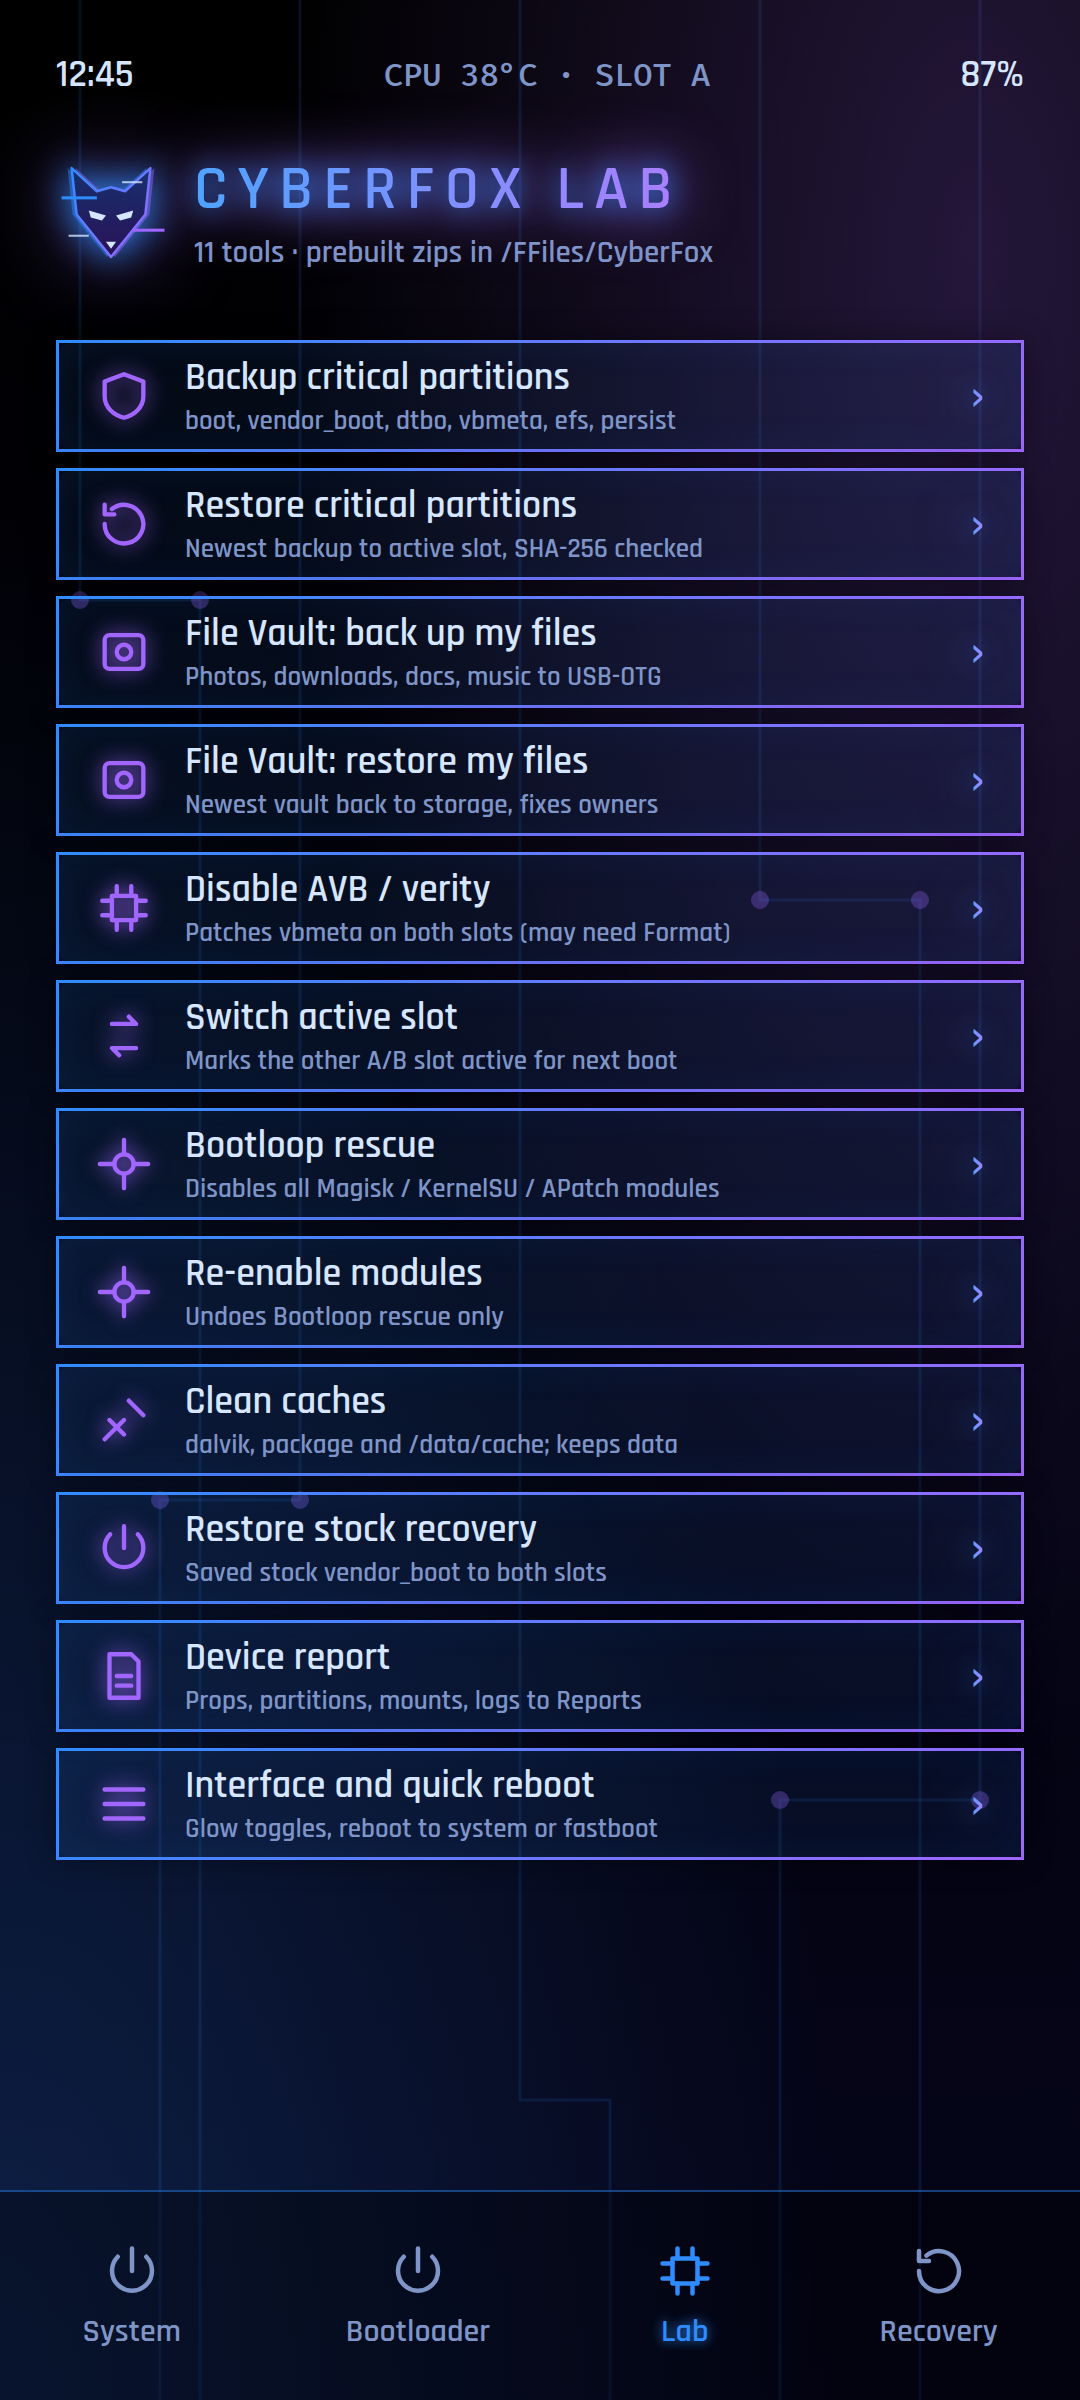 12:45 CPU 38°C · SLOT A 87%
CYBERFOX LAB
11 tools · prebuilt zips in /FFiles/CyberFox
Backup critical partitions
boot, vendor_boot, dtbo, vbmeta, efs, persist
Restore critical partitions
Newest backup to active slot, SHA-256 checked
File Vault: back up my files
Photos, downloads, docs, music to USB-OTG
File Vault: restore my files
Newest vault back to storage, fixes owners
Disable AVB / verity
Patches vbmeta on both slots (may need Format)
Switch active slot
Marks the other A/B slot active for next boot
Bootloop rescue
Disables all Magisk / KernelSU / APatch modules
Re-enable modules
Undoes Bootloop rescue only
Clean caches
dalvik, package and /data/cache; keeps data
Restore stock recovery
Saved stock vendor_boot to both slots
Device report
Props, partitions, mounts, logs to Reports
Interface and quick reboot
Glow toggles, reboot to system or fastboot
System Bootloader Lab Recovery